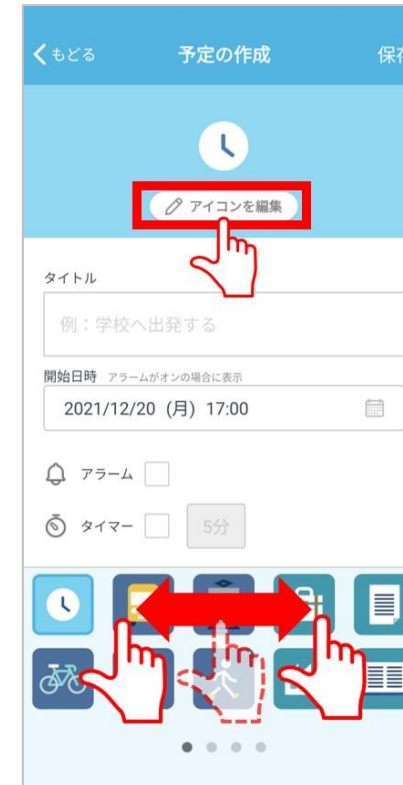 もどる
予定の作成
保存
アイコンを編集
タイトル
例：学校へ出発する
開始日時 アラームがオンの場合に表示
2021/12/20 (月) 17:00
アラーム
タイマー
5分